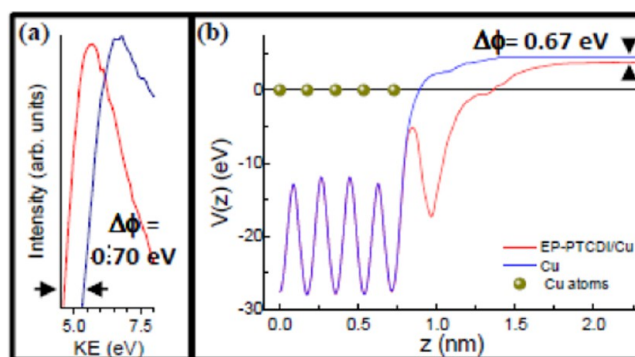 (a)
Intensity (arb. units)
Δϕ =
0.70 eV
5.0 7.5
KE (eV)
(b)
Δϕ= 0.67 eV
V(z) (eV)
0
-10
-20
-30
EP-PTCDI/Cu
Cu
Cu atoms
0.0 0.5 1.0 1.5 2.0
z (nm)